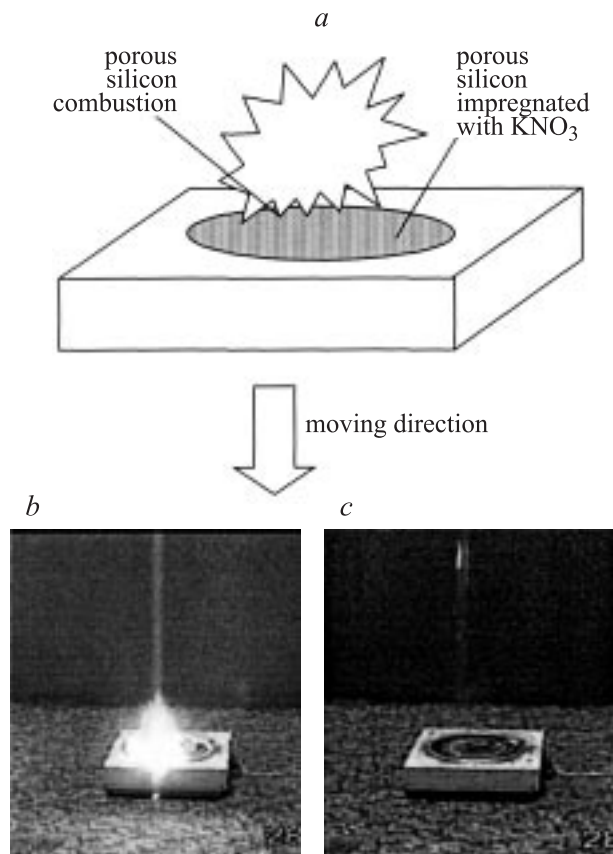 a
porous
silicon
combustion
porous
silicon
impregnated
with KNO3
moving direction
b
c